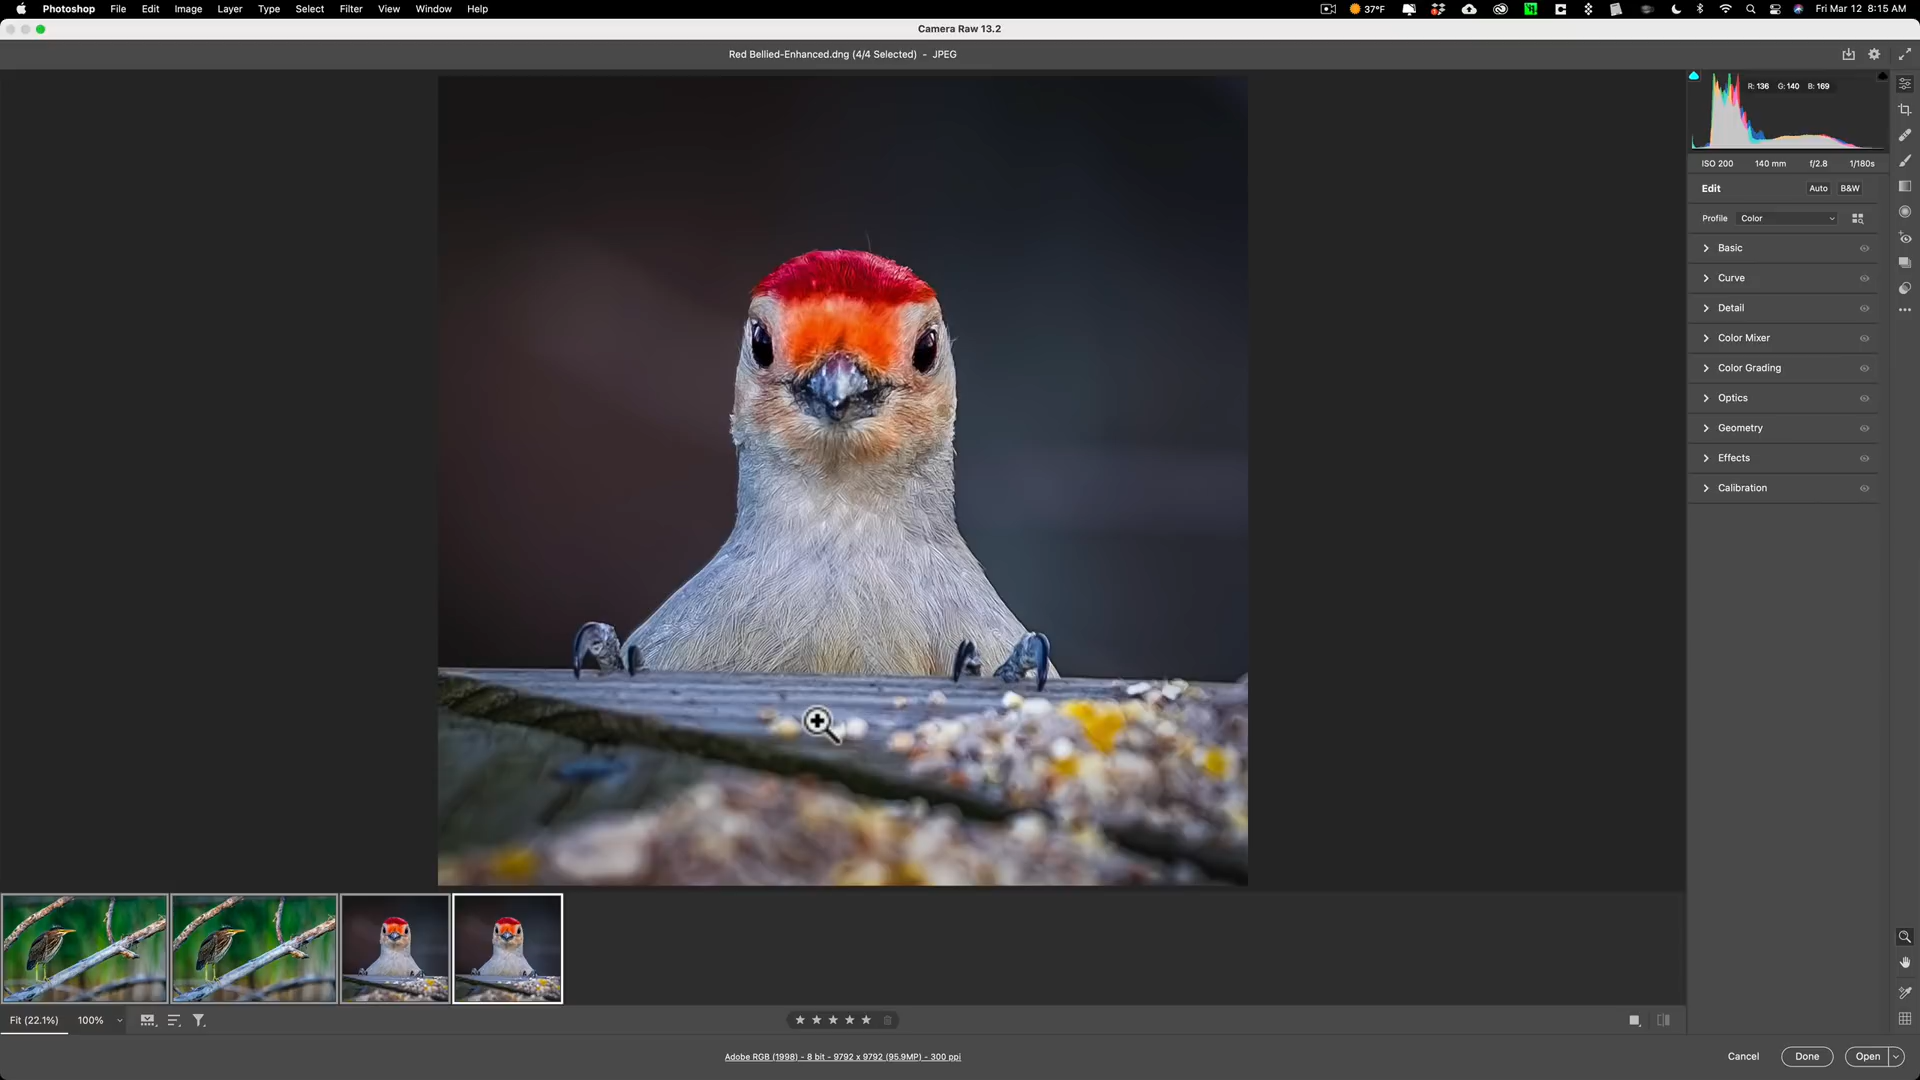 Photoshop File Edit Image Layer Type Select Filter View Window Help 37°F Fri Mar 12 8:15 AM
Camera Raw 13.2
Red Bellied-Enhanced.dng (4/4 Selected) - JPEG
R: 136 G: 140 B: 169
ISO 200 140 mm f/2.8 1/180s
Edit Auto B&W
Profile Color
Basic
Curve
Detail
Color Mixer
Color Grading
Optics
Geometry
Effects
Calibration
Fit (22.1%) 100%
Adobe RGB (1998) - 8 bit - 9792 x 9792 (95.9MP) - 300 ppi
Cancel Done Open